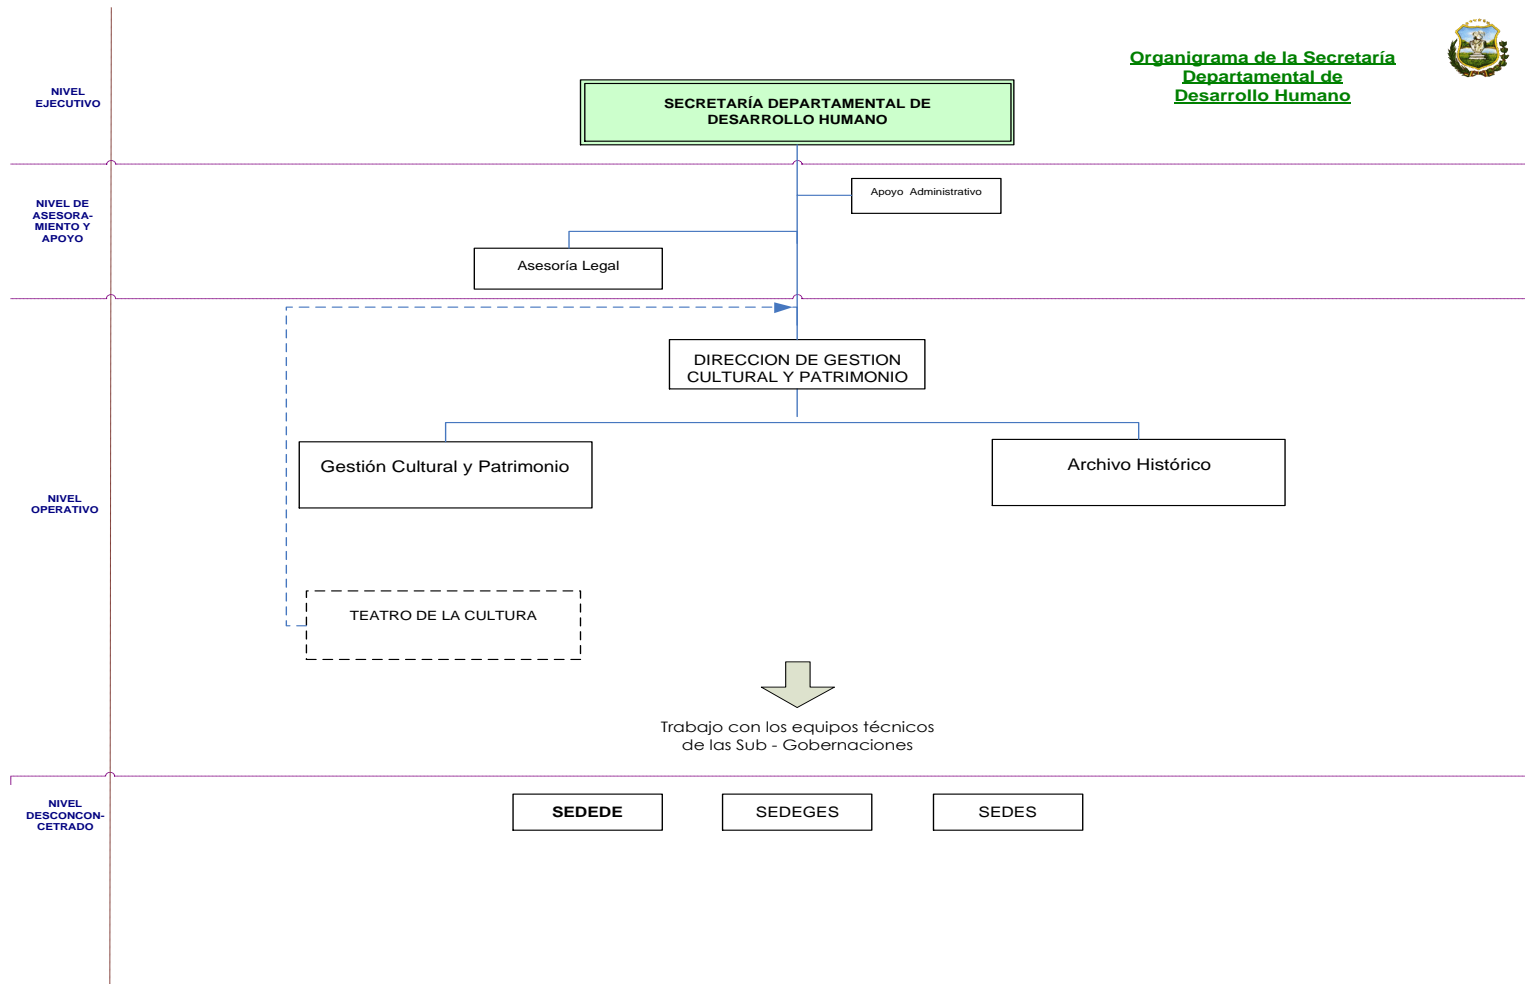 Organigrama de la Secretaría
Departamental de
Desarrollo Humano
NIVEL
EJECUTIVO
SECRETARÍA DEPARTAMENTAL DE
DESARROLLO HUMANO
NIVEL DE
ASESORA-
MIENTO Y
APOYO
Apoyo Administrativo
Asesoría Legal
DIRECCION DE GESTION
CULTURAL Y PATRIMONIO
Gestión Cultural y Patrimonio
Archivo Histórico
NIVEL
OPERATIVO
TEATRO DE LA CULTURA
Trabajo con los equipos técnicos
de las Sub - Gobernaciones
NIVEL
DESCONCON-
CETRADO
SEDEDE
SEDEGES
SEDES